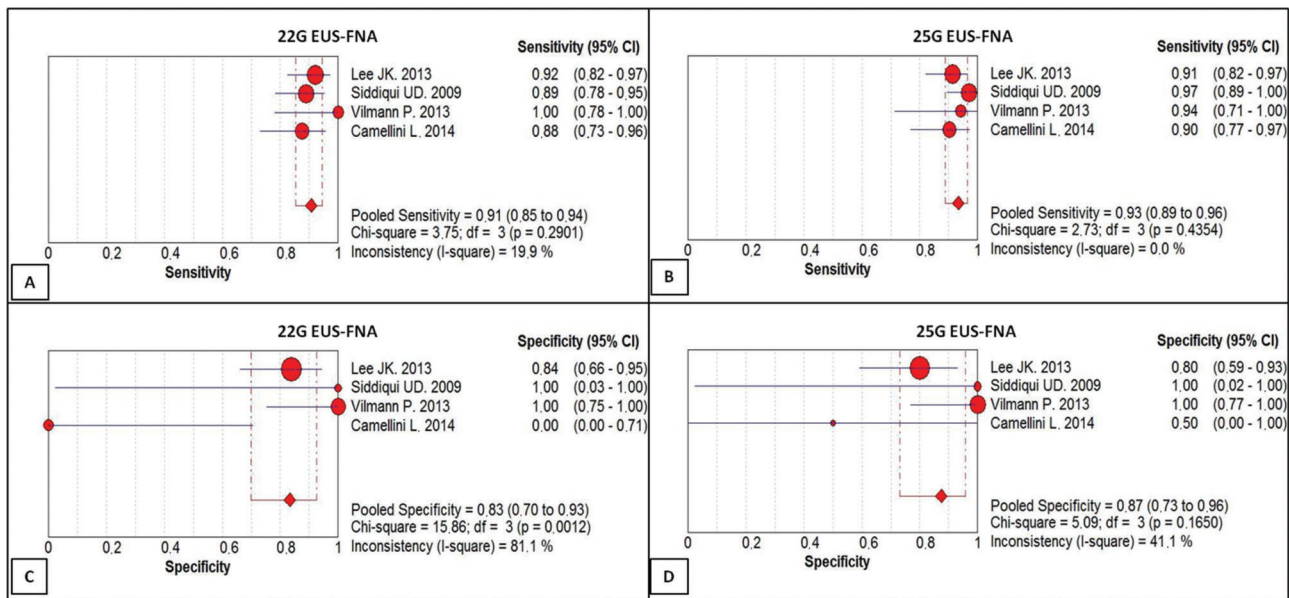 22G EUS-FNA
Sensitivity (95% CI)
Lee JK. 2013 0.92 (0.82 - 0.97)
Siddiqui UD. 2009 0.89 (0.78 - 0.95)
Vilmann P. 2013 1.00 (0.78 - 1.00)
Camellini L. 2014 0.88 (0.73 - 0.96)
Pooled Sensitivity = 0,91 (0,85 to 0,94)
Chi-square = 3,75; df = 3 (p = 0,2901)
Inconsistency (I-square) = 19,9 %
0 0,2 0,4 0,6 0,8 1
Sensitivity
A
25G EUS-FNA
Sensitivity (95% CI)
Lee JK. 2013 0.91 (0.82 - 0.97)
Siddiqui UD. 2009 0.97 (0.89 - 1.00)
Vilmann P. 2013 0.94 (0.71 - 1.00)
Camellini L. 2014 0.90 (0.77 - 0.97)
Pooled Sensitivity = 0,93 (0,89 to 0,96)
Chi-square = 2,73; df = 3 (p = 0,4354)
Inconsistency (I-square) = 0,0 %
0 0,2 0,4 0,6 0,8 1
Sensitivity
B
22G EUS-FNA
Specificity (95% CI)
Lee JK. 2013 0.84 (0.66 - 0.95)
Siddiqui UD. 2009 1.00 (0.03 - 1.00)
Vilmann P. 2013 1.00 (0.75 - 1.00)
Camellini L. 2014 0.00 (0.00 - 0.71)
Pooled Specificity = 0,83 (0,70 to 0,93)
Chi-square = 15,86; df = 3 (p = 0,0012)
Inconsistency (I-square) = 81,1 %
0 0,2 0,4 0,6 0,8 1
Specificity
C
25G EUS-FNA
Specificity (95% CI)
Lee JK. 2013 0.80 (0.59 - 0.93)
Siddiqui UD. 2009 1.00 (0.02 - 1.00)
Vilmann P. 2013 1.00 (0.77 - 1.00)
Camellini L. 2014 0.50 (0.00 - 1.00)
Pooled Specificity = 0,87 (0,73 to 0,96)
Chi-square = 5,09; df = 3 (p = 0,1650)
Inconsistency (I-square) = 41,1 %
0 0,2 0,4 0,6 0,8 1
Specificity
D